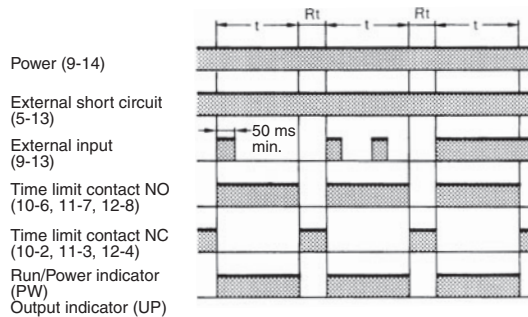 t Rt t Rt t
Power (9-14)
External short circuit
(5-13)
External input
(9-13)
50 ms
min.
Time limit contact NO
(10-6, 11-7, 12-8)
Time limit contact NC
(10-2, 11-3, 12-4)
Run/Power indicator
(PW)
Output indicator (UP)